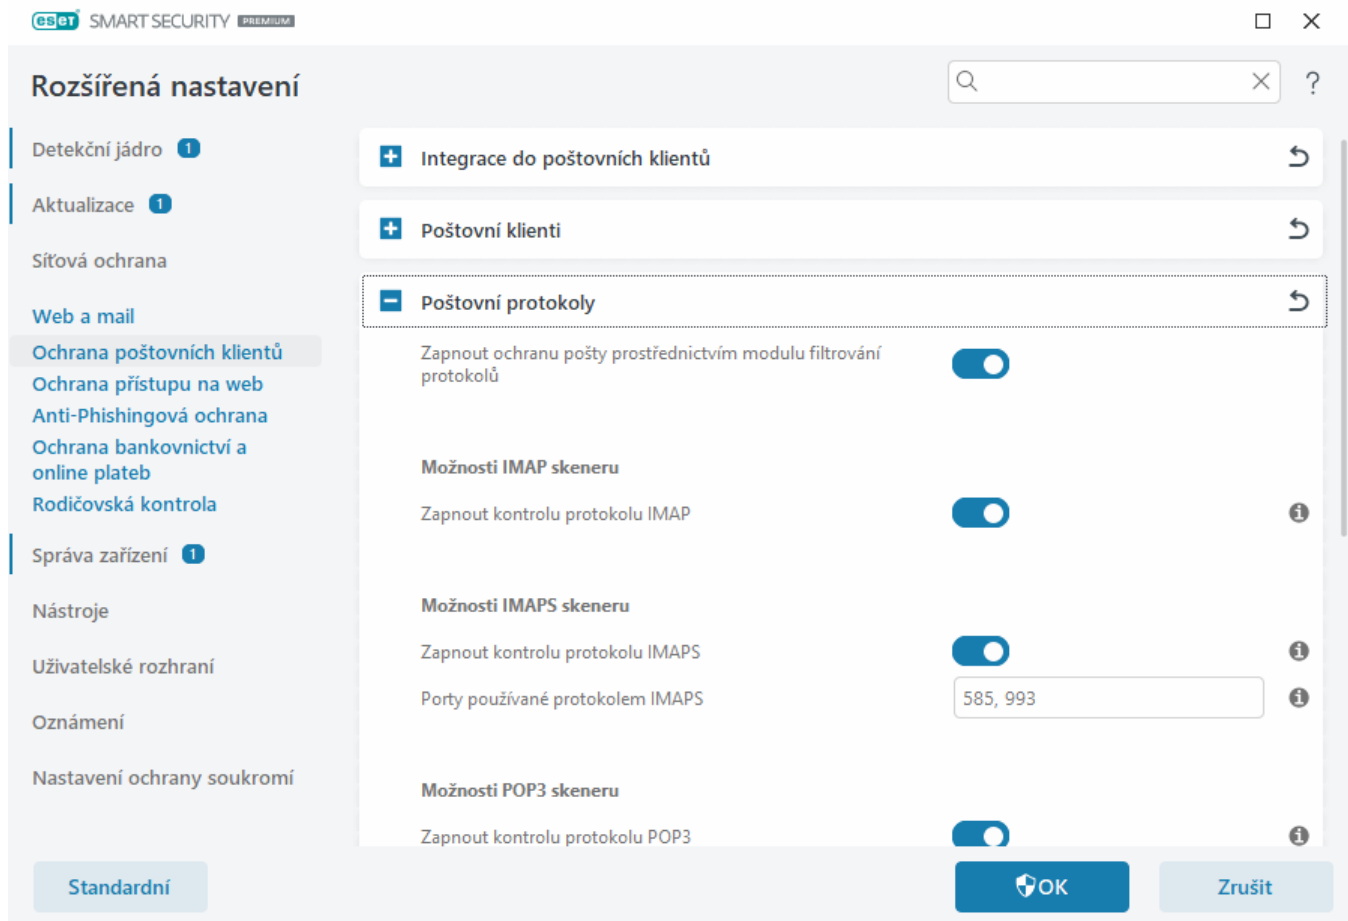 eset SMART SECURITY PREMIUM
Rozšířená nastavení
?
Detekční jádro 1
Aktualizace 1
Síťová ochrana
Web a mail
Ochrana poštovních klientů
Ochrana přístupu na web
Anti-Phishingová ochrana
Ochrana bankovnictví a
online plateb
Rodičovská kontrola
Správa zařízení 1
Nástroje
Uživatelské rozhraní
Oznámení
Nastavení ochrany soukromí
Integrace do poštovních klientů
Poštovní klienti
Poštovní protokoly
Zapnout ochranu pošty prostřednictvím modulu filtrování
protokolů
Možnosti IMAP skeneru
Zapnout kontrolu protokolu IMAP
Možnosti IMAPS skeneru
Zapnout kontrolu protokolu IMAPS
Porty používané protokolem IMAPS 585, 993
Možnosti POP3 skeneru
Zapnout kontrolu protokolu POP3
Standardní
OK
Zrušit